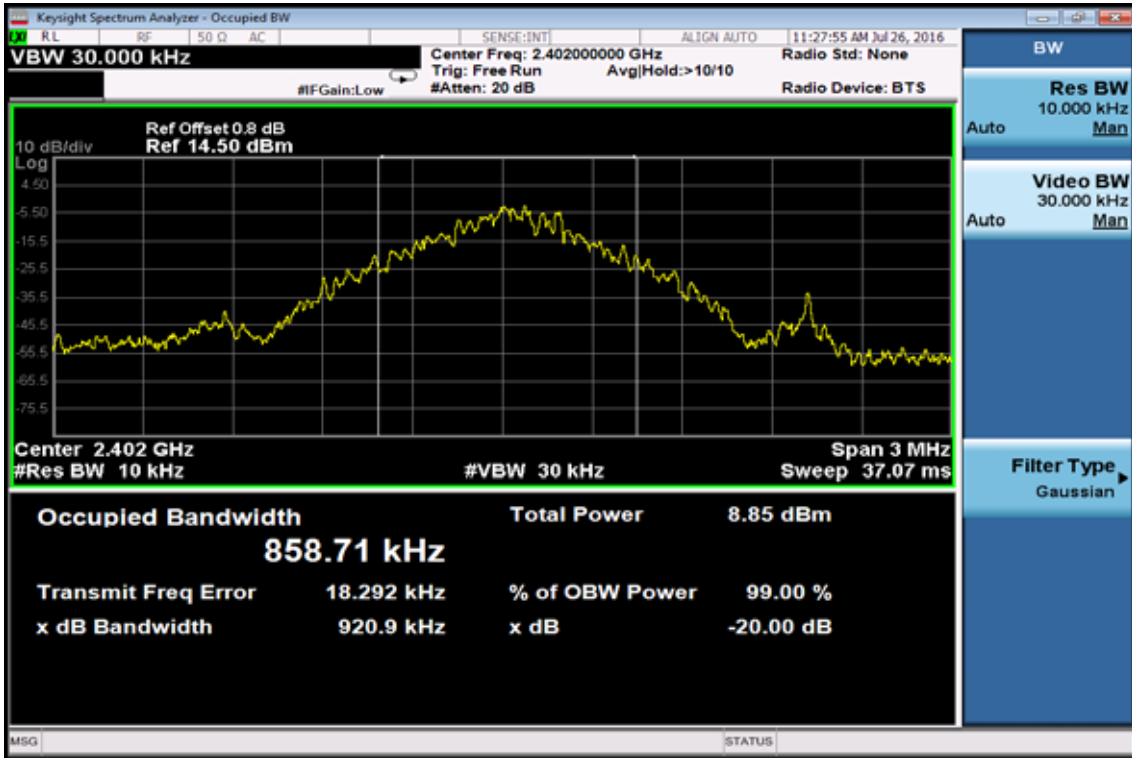 Keysight Spectrum Analyzer - Occupied BW
LXI RL RF 50 Ω AC SENSE:INT ALIGN AUTO 11:27:55 AM Jul 26, 2016
VBW 30.000 kHz
Center Freq: 2.402000000 GHz Radio Std: None
Trig: Free Run Avg|Hold:>10/10
#IFGain:Low #Atten: 20 dB Radio Device: BTS
Ref Offset 0.8 dB
10 dB/div Ref 14.50 dBm
Log
4.50
-5.50
-15.5
-25.5
-35.5
-45.5
-55.5
-65.5
-75.5
Center 2.402 GHz Span 3 MHz
#Res BW 10 kHz #VBW 30 kHz Sweep 37.07 ms
Occupied Bandwidth Total Power 8.85 dBm
858.71 kHz
Transmit Freq Error 18.292 kHz % of OBW Power 99.00 %
x dB Bandwidth 920.9 kHz x dB -20.00 dB
MSG STATUS
BW
Res BW
10.000 kHz
Auto Man
Video BW
30.000 kHz
Auto Man
Filter Type
Gaussian